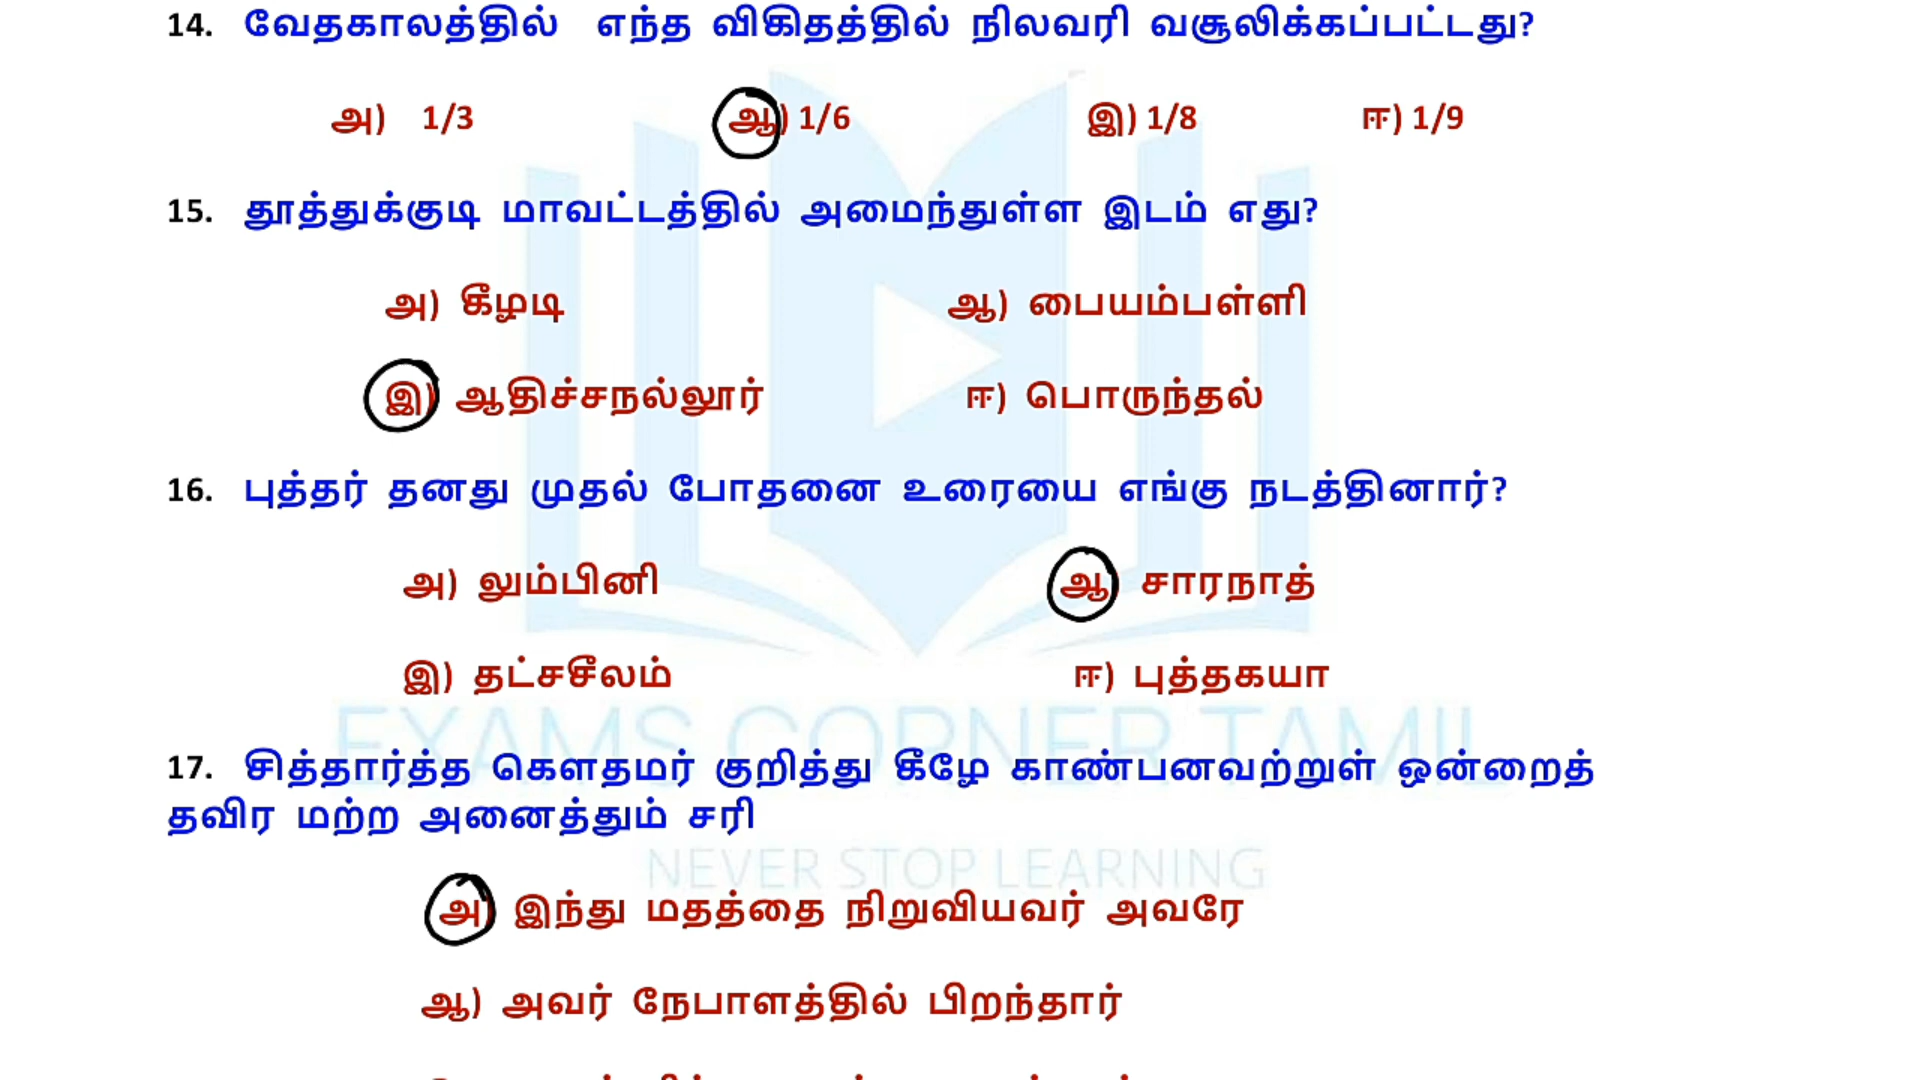 14. வேதகாலத்தில் எந்த விகிதத்தில் நிலவரி வசூலிக்கப்பட்டது?
அ) 1/3 ஆ) 1/6 இ) 1/8 ஈ) 1/9
15. தூத்துக்குடி மாவட்டத்தில் அமைந்துள்ள இடம் எது?
அ) கீழடி ஆ) பையம்பள்ளி
இ) ஆதிச்சநல்லூர் ஈ) பொருந்தல்
16. புத்தர் தனது முதல் போதனை உரையை எங்கு நடத்தினார்?
அ) லும்பினி ஆ) சாரநாத்
இ) தட்சசீலம் ஈ) புத்தகயா
EXAMS CORNER TAMIL
17. சித்தார்த்த கௌதமர் குறித்து கீழே காண்பனவற்றுள் ஒன்றைத்
தவிர மற்ற அனைத்தும் சரி
NEVER STOP LEARNING
அ) இந்து மதத்தை நிறுவியவர் அவரே
ஆ) அவர் நேபாளத்தில் பிறந்தார்